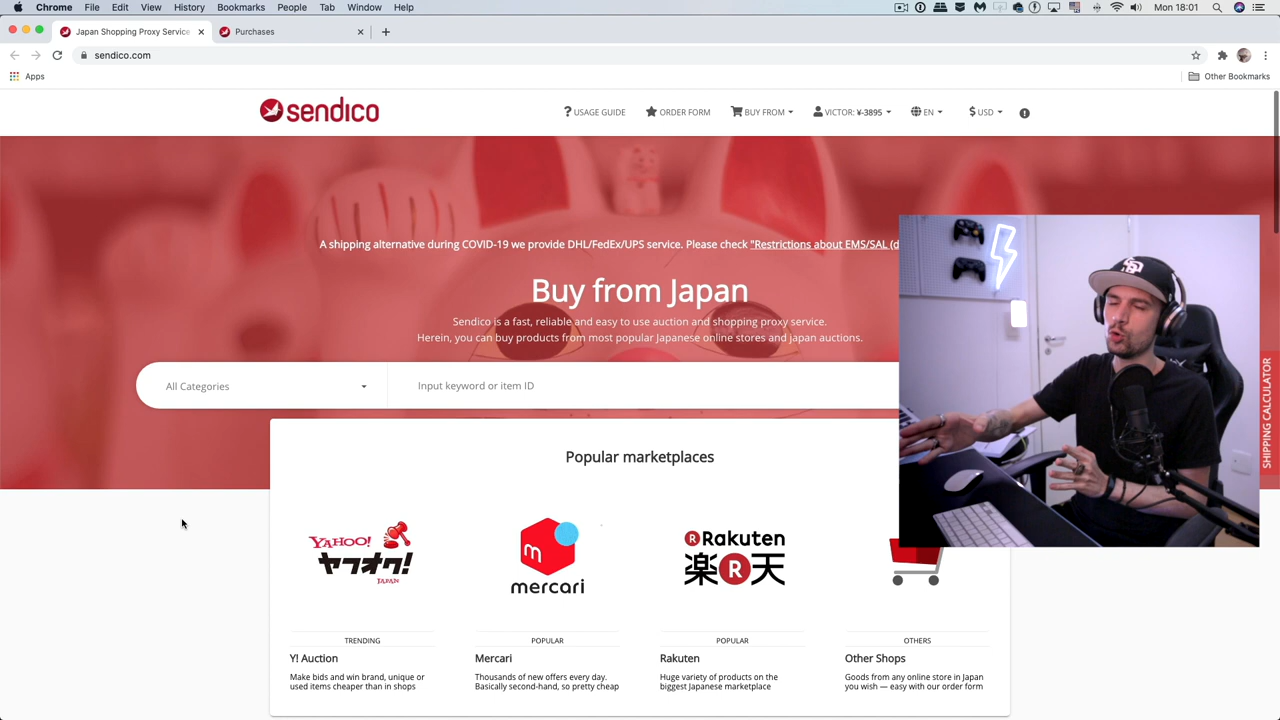 Chrome File Edit View History Bookmarks People Tab Window Help
Mon 18:01
Japan Shopping Proxy Service
Purchases
sendico.com
Apps
Other Bookmarks
sendico
USAGE GUIDE
ORDER FORM
BUY FROM
VICTOR: ¥-3895
EN
$ USD
A shipping alternative during COVID-19 we provide DHL/FedEx/UPS service. Please check "Restrictions about EMS/SAL (d
Buy from Japan
Sendico is a fast, reliable and easy to use auction and shopping proxy service.
Herein, you can buy products from most popular Japanese online stores and japan auctions.
All Categories
Input keyword or item ID
SHIPPING CALCULATOR
Popular marketplaces
YAHOO!
ヤフオク!
JAPAN
m
mercari
R Rakuten
楽R天
TRENDING
POPULAR
POPULAR
OTHERS
Y! Auction
Mercari
Rakuten
Other Shops
Make bids and win brand, unique or
used items cheaper than in shops
Thousands of new offers every day.
Basically second-hand, so pretty cheap
Huge variety of products on the
biggest Japanese marketplace
Goods from any online store in Japan
you wish — easy with our order form